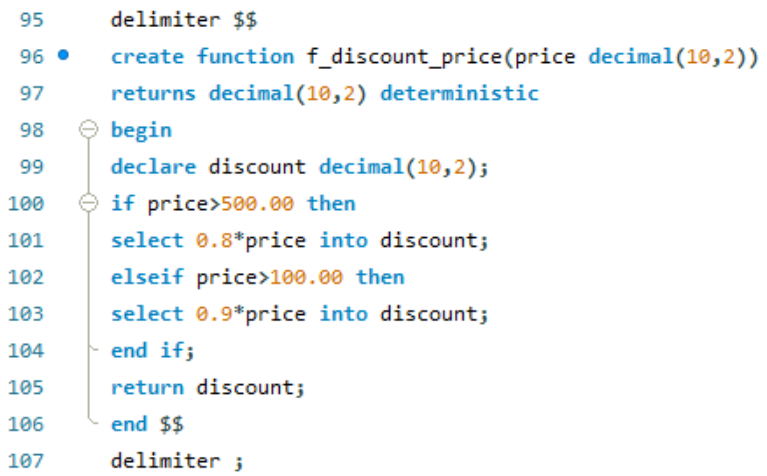 95 delimiter $$
96 create function f_discount_price(price decimal(10,2))
97 returns decimal(10,2) deterministic
98 begin
99 declare discount decimal(10,2);
100 if price>500.00 then
101 select 0.8*price into discount;
102 elseif price>100.00 then
103 select 0.9*price into discount;
104 end if;
105 return discount;
106 end $$
107 delimiter ;